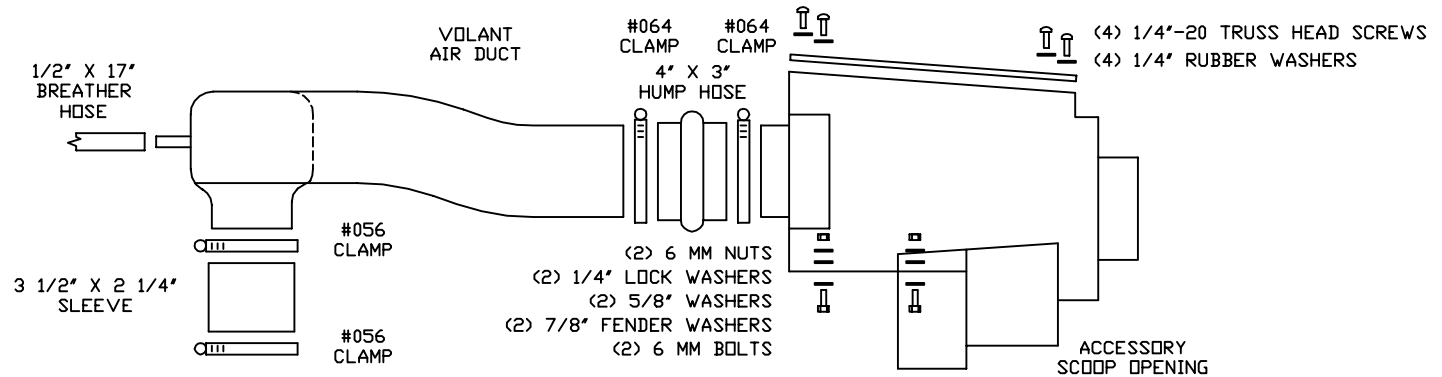 VOLANT
AIR DUCT
#064
CLAMP
#064
CLAMP
(4) 1/4"-20 TRUSS HEAD SCREWS
(4) 1/4" RUBBER WASHERS
1/2" X 17"
BREATHER
HOSE
4" X 3"
HUMP HOSE
#056
CLAMP
3 1/2" X 2 1/4"
SLEEVE
#056
CLAMP
(2) 6 MM NUTS
(2) 1/4" LOCK WASHERS
(2) 5/8" WASHERS
(2) 7/8" FENDER WASHERS
(2) 6 MM BOLTS
ACCESSORY
SCOOP OPENING